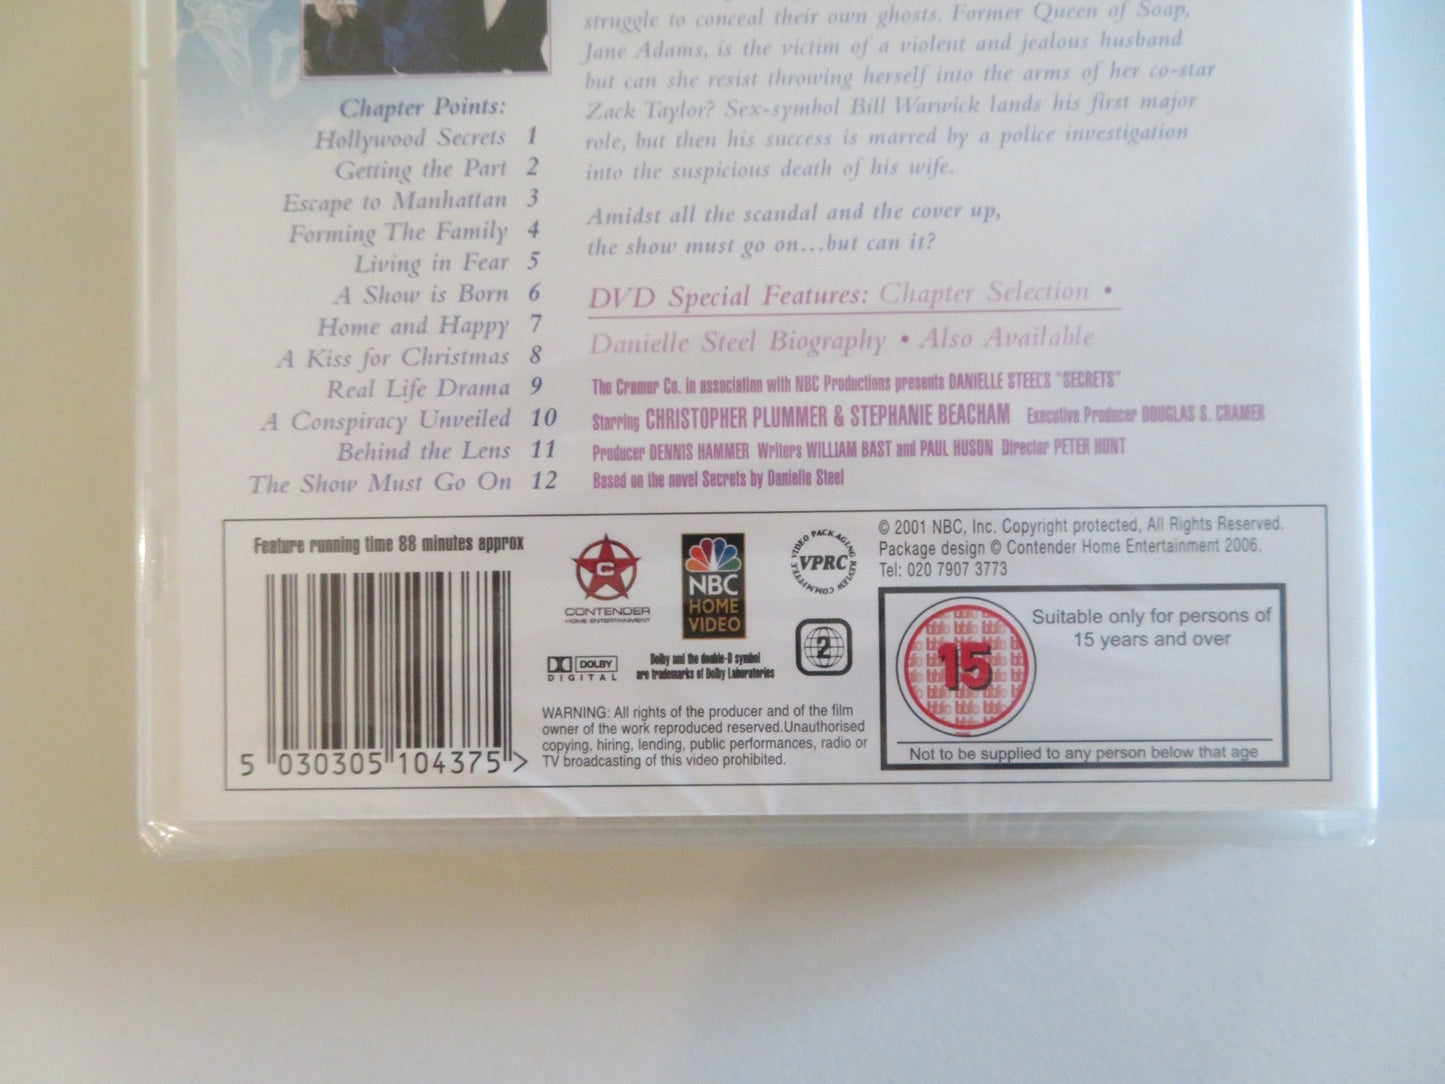 struggle to conceal their own ghosts. Former Queen of Soap,
Jane Adams, is the victim of a violent and jealous husband
but can she resist throwing herself into the arms of her co-star
Zack Taylor? Sex-symbol Bill Warwick lands his first major
role, but then his success is marred by a police investigation
into the suspicious death of his wife.
Amidst all the scandal and the cover up,
the show must go on...but can it?
Chapter Points:
Hollywood Secrets 1
Getting the Part 2
Escape to Manhattan 3
Forming The Family 4
Living in Fear 5
A Show is Born 6
Home and Happy 7
A Kiss for Christmas 8
Real Life Drama 9
A Conspiracy Unveiled 10
Behind the Lens 11
The Show Must Go On 12
DVD Special Features: Chapter Selection •
Danielle Steel Biography • Also Available
The Cramer Co. in association with NBC Productions presents DANIELLE STEEL'S "SECRETS"
Starring CHRISTOPHER PLUMMER & STEPHANIE BEACHAM Executive Producer DOUGLAS S. CRAMER
Producer DENNIS HAMMER Writers WILLIAM BAST and PAUL HUSON Director PETER HUNT
Based on the novel Secrets by Danielle Steel
Feature running time 88 minutes approx
5 030305 104375 >
C
CONTENDER
HOME ENTERTAINMENT
NBC
HOME
VIDEO
VIDEO PACKAGING REVIEW COMMITTEE
VPRC
DOLBY
DIGITAL
Dolby and the double-D symbol
are trademarks of Dolby Laboratories
2
WARNING: All rights of the producer and of the film
owner of the work reproduced reserved.Unauthorised
copying, hiring, lending, public performances, radio or
TV broadcasting of this video prohibited.
© 2001 NBC, Inc. Copyright protected, All Rights Reserved.
Package design © Contender Home Entertainment 2006.
Tel: 020 7907 3773
15
Suitable only for persons of
15 years and over
Not to be supplied to any person below that age